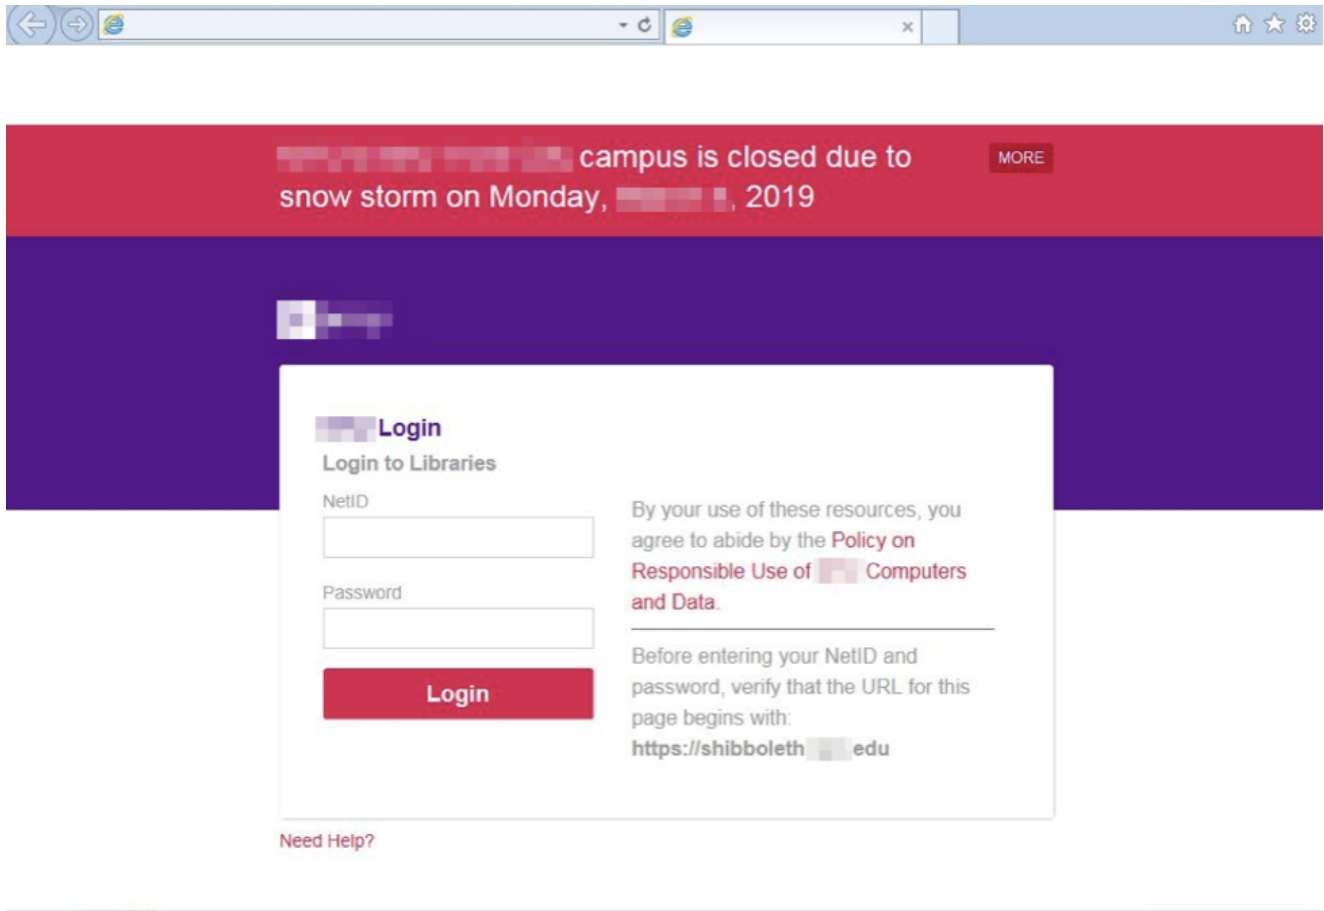 campus is closed due to
snow storm on Monday, , 2019
MORE
Login
Login to Libraries
NetID
Password
Login
By your use of these resources, you
agree to abide by the Policy on
Responsible Use of Computers
and Data.
Before entering your NetID and
password, verify that the URL for this
page begins with:
https://shibboleth edu
Need Help?